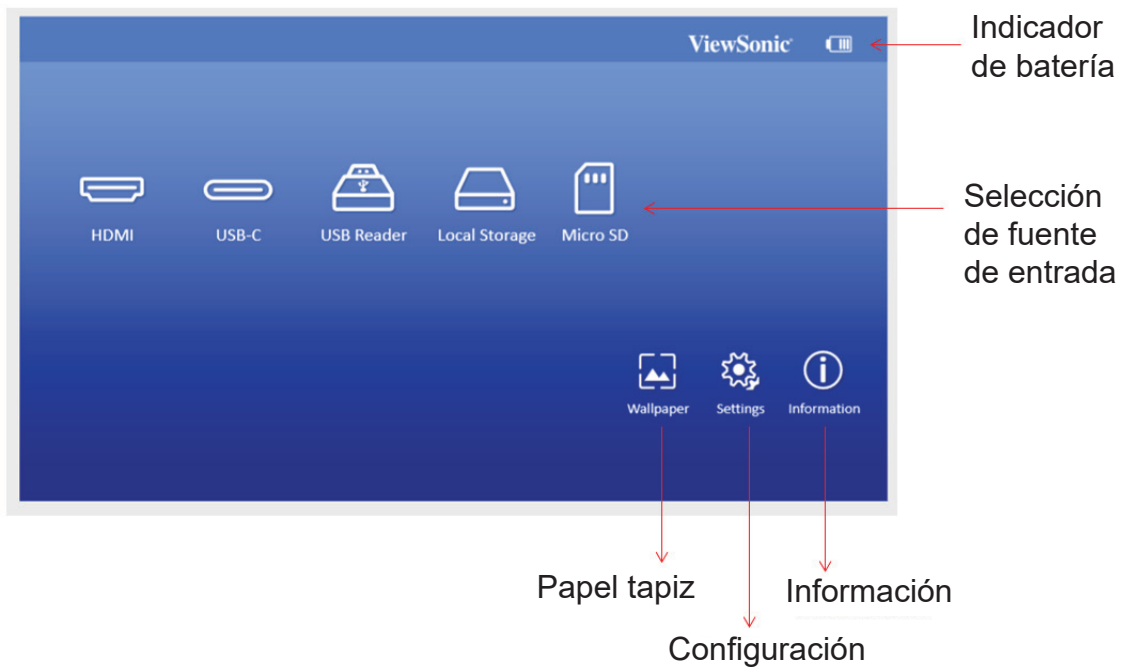 ViewSonic
Indicador
de batería
HDMI
USB-C
USB Reader
Local Storage
Micro SD
Selección
de fuente
de entrada
Wallpaper
Settings
Information
Papel tapiz
Información
Configuración